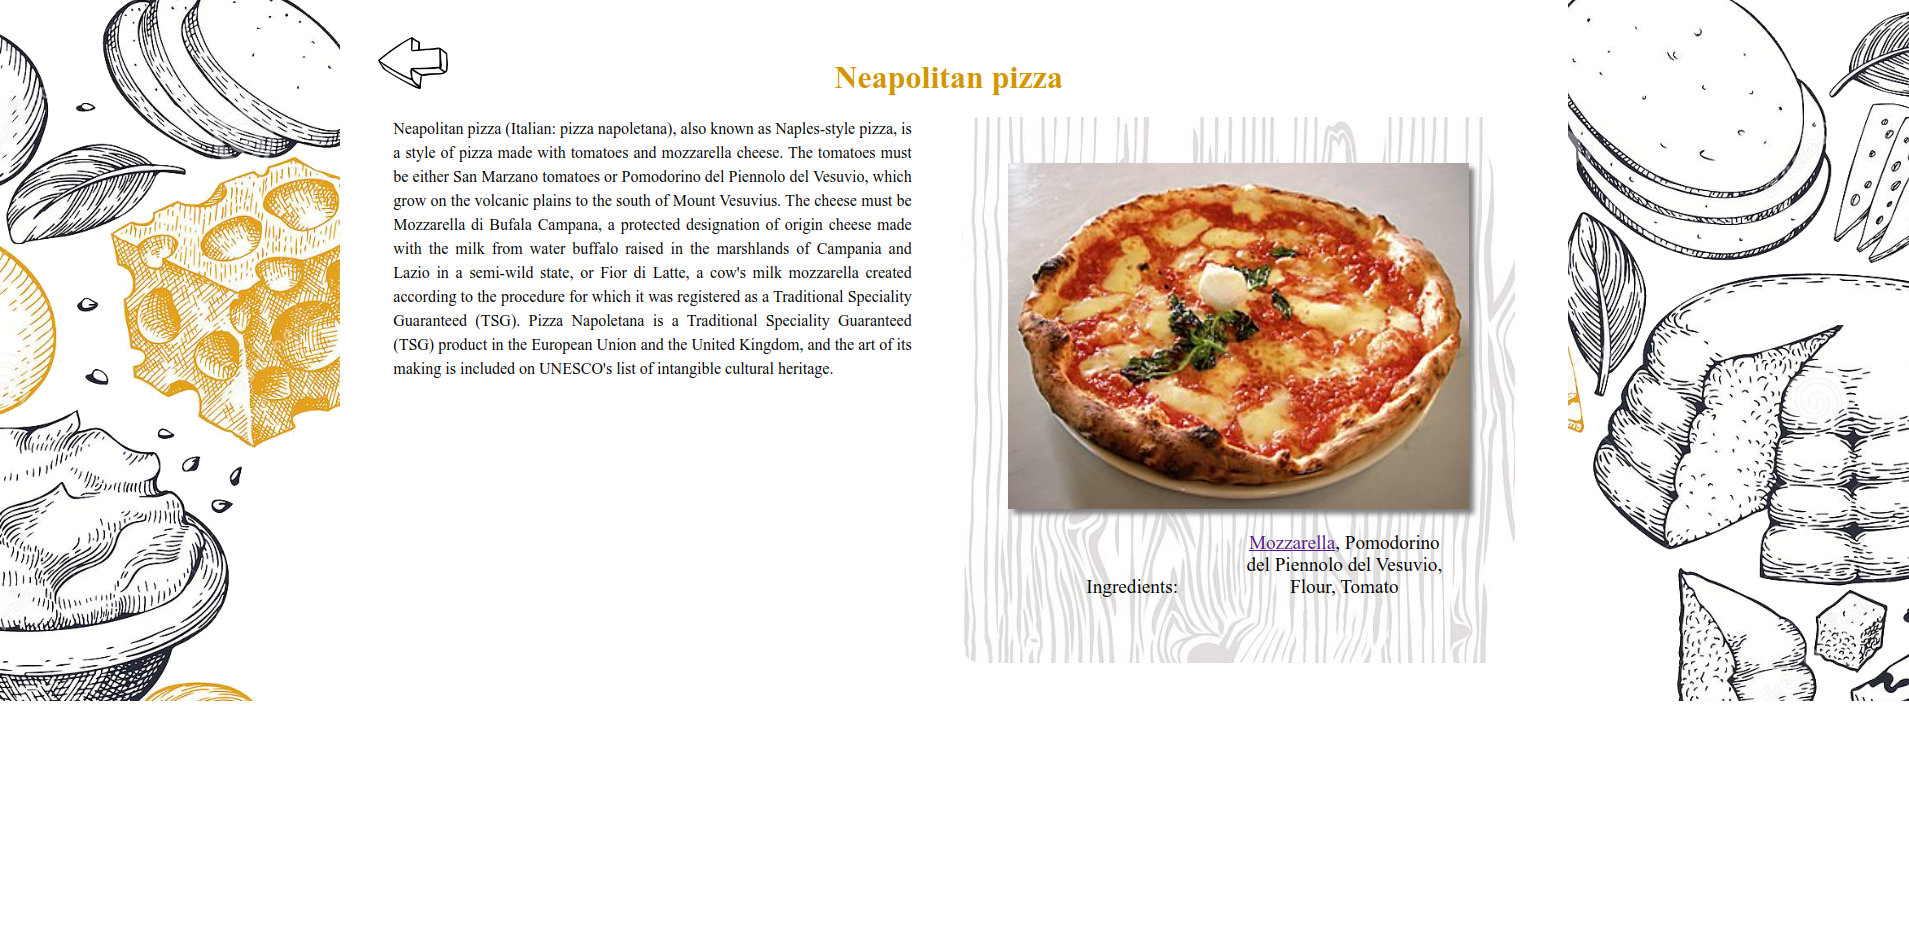 Neapolitan pizza
Neapolitan pizza (Italian: pizza napoletana), also known as Naples-style pizza, is
a style of pizza made with tomatoes and mozzarella cheese. The tomatoes must
be either San Marzano tomatoes or Pomodorino del Piennolo del Vesuvio, which
grow on the volcanic plains to the south of Mount Vesuvius. The cheese must be
Mozzarella di Bufala Campana, a protected designation of origin cheese made
with the milk from water buffalo raised in the marshlands of Campania and
Lazio in a semi-wild state, or Fior di Latte, a cow's milk mozzarella created
according to the procedure for which it was registered as a Traditional Speciality
Guaranteed (TSG). Pizza Napoletana is a Traditional Speciality Guaranteed
(TSG) product in the European Union and the United Kingdom, and the art of its
making is included on UNESCO's list of intangible cultural heritage.
Mozzarella, Pomodorino
del Piennolo del Vesuvio,
Ingredients: Flour, Tomato